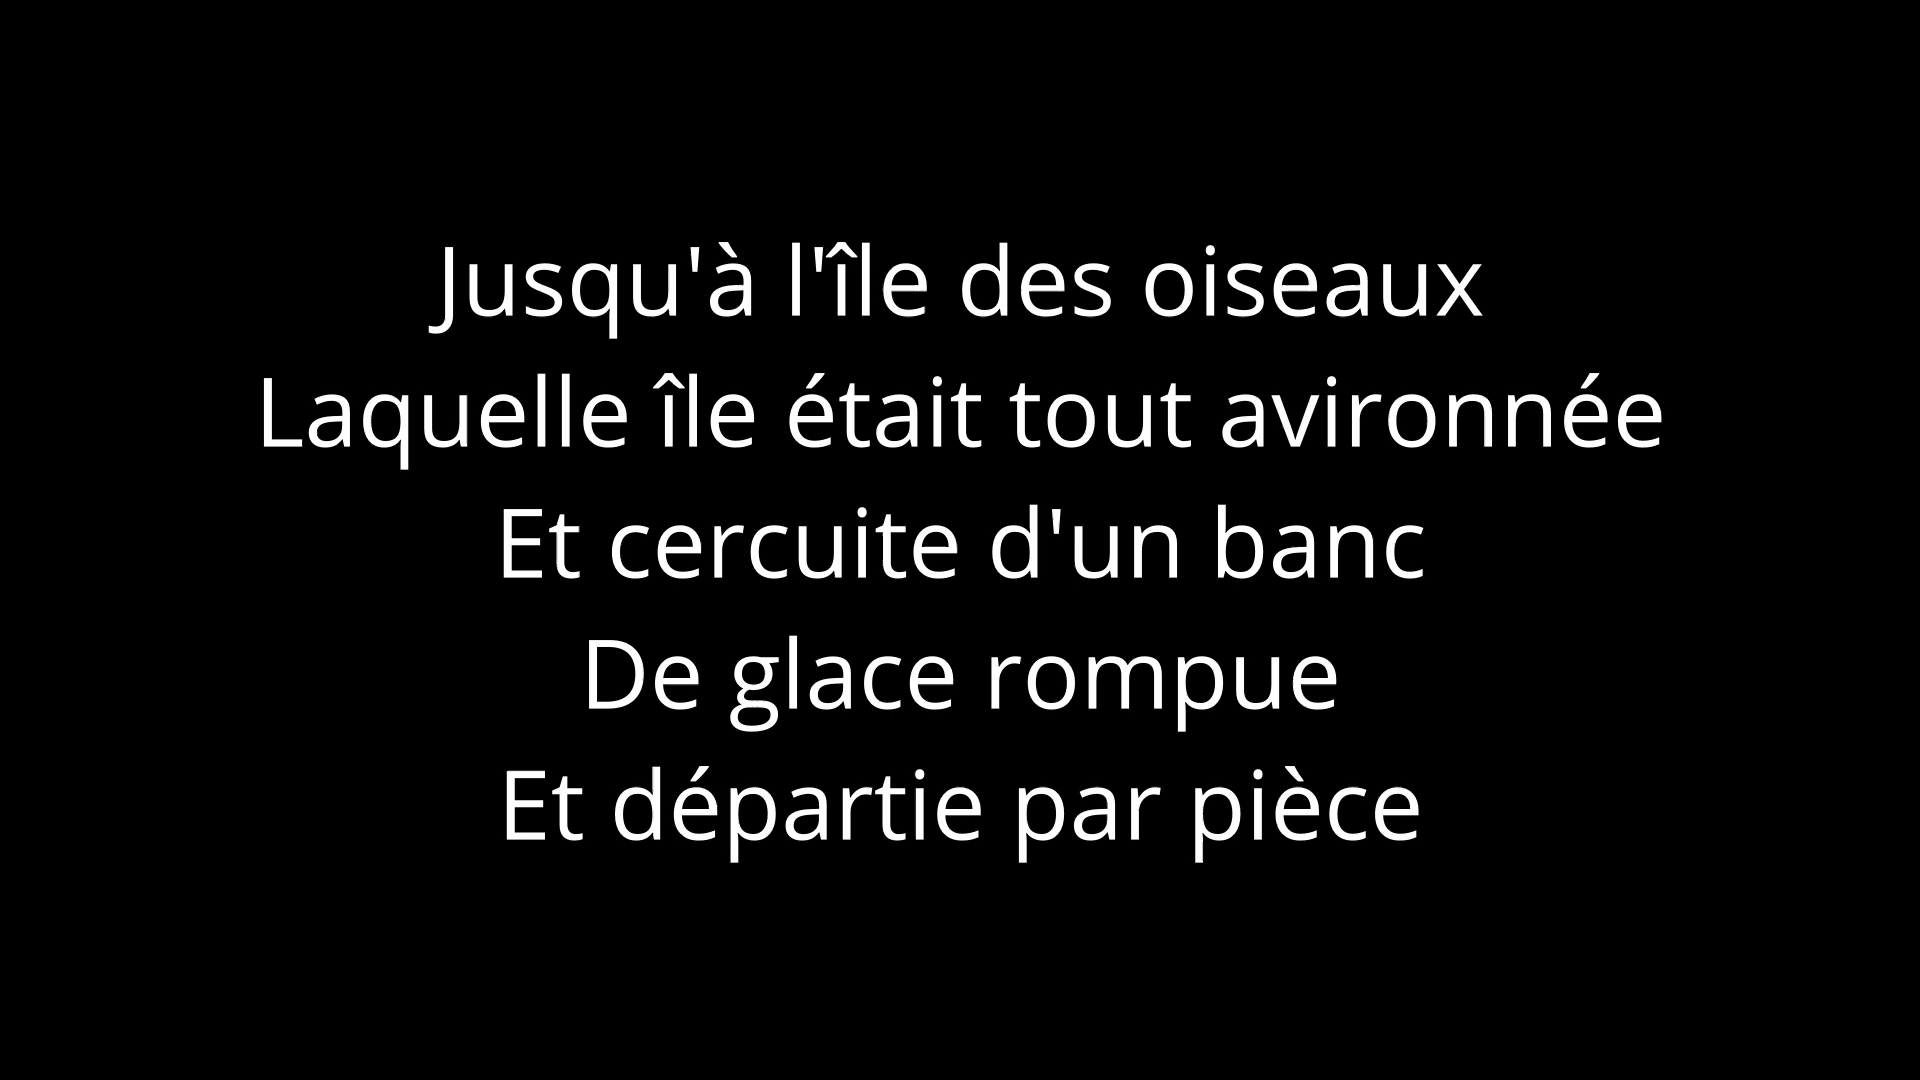 Jusqu'à l'île des oiseaux
Laquelle île était tout avironnée
Et cercuite d'un banc
De glace rompue
Et départie par pièce